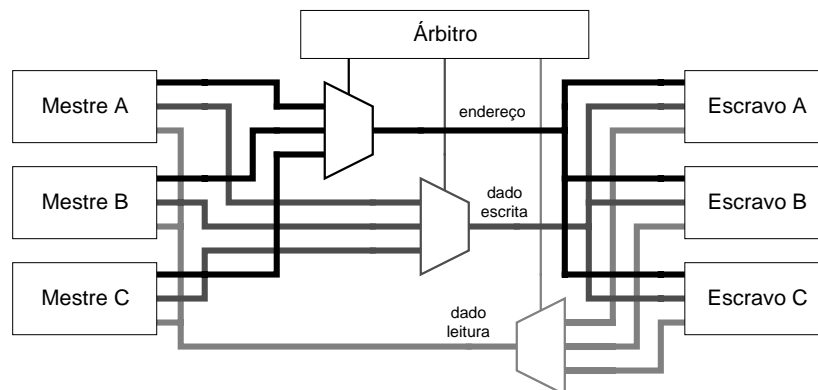 Árbitro
Mestre A
endereço
Escravo A
Mestre B
dado
escrita
Escravo B
Mestre C
dado
leitura
Escravo C